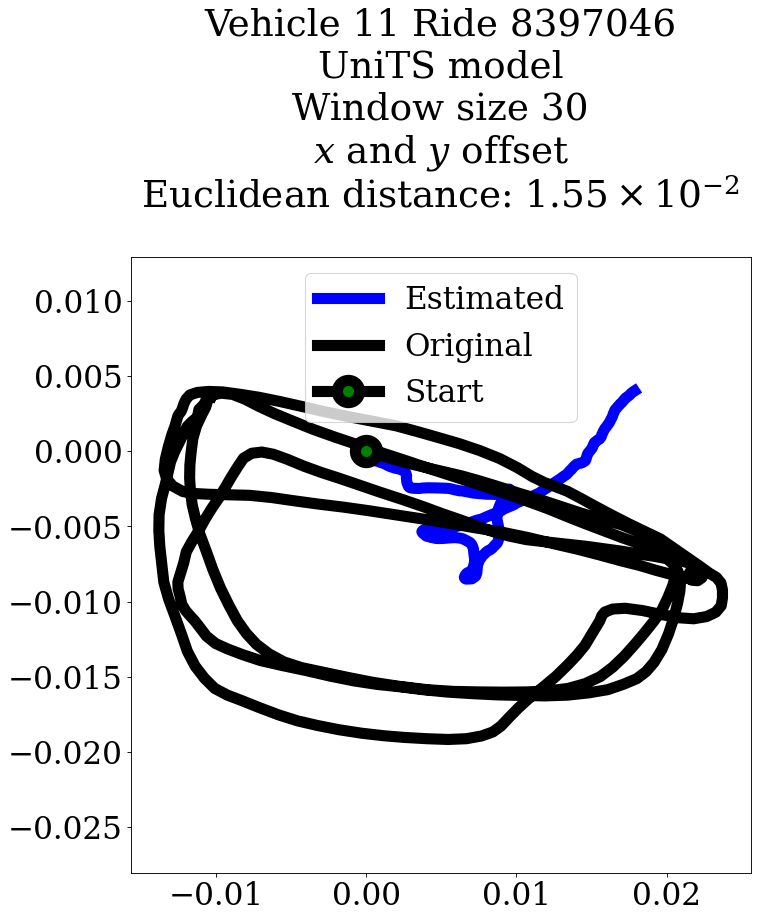 Vehicle 11 Ride 8397046
UniTS model
Window size 30
x and y offset
Euclidean distance: 1.55 × 10⁻²
Estimated
Original
Start
0.010
0.005
0.000
−0.005
−0.010
−0.015
−0.020
−0.025
−0.01 0.00 0.01 0.02